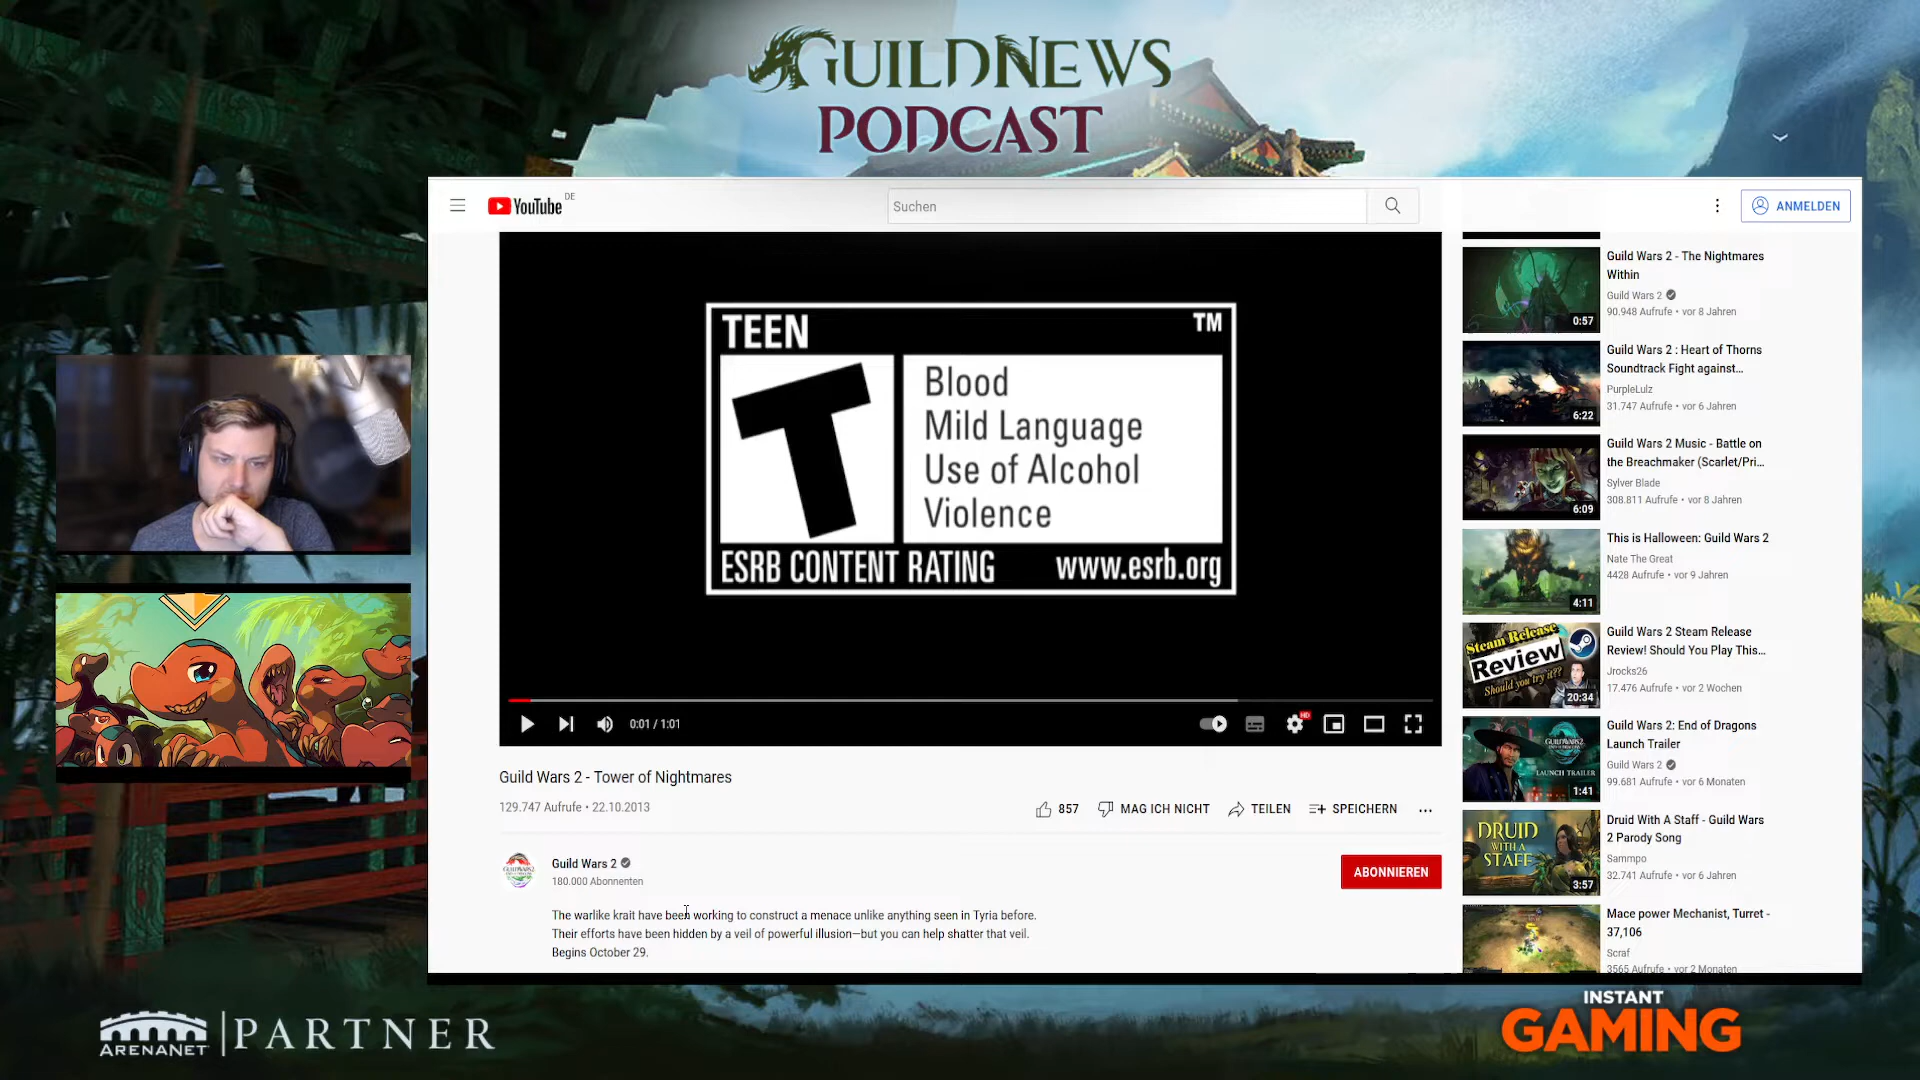 GUILDNEWS
PODCAST
YouTube DE
Suchen
ANMELDEN
TEEN
TM
T
Blood
Mild Language
Use of Alcohol
Violence
ESRB CONTENT RATING
www.esrb.org
0:01 / 1:01
HD
Guild Wars 2 - Tower of Nightmares
129.747 Aufrufe • 22.10.2013
857
MAG ICH NICHT
TEILEN
SPEICHERN
Guild Wars 2
180.000 Abonnenten
ABONNIEREN
The warlike krait have been working to construct a menace unlike anything seen in Tyria before.
Their efforts have been hidden by a veil of powerful illusion—but you can help shatter that veil.
Begins October 29.
0:57
Guild Wars 2 - The Nightmares
Within
Guild Wars 2
90.948 Aufrufe • vor 8 Jahren
6:22
Guild Wars 2 : Heart of Thorns
Soundtrack Fight against...
PurpleLulz
31.747 Aufrufe • vor 6 Jahren
6:09
Guild Wars 2 Music - Battle on
the Breachmaker (Scarlet/Pri...
Sylver Blade
308.811 Aufrufe • vor 8 Jahren
4:11
This is Halloween: Guild Wars 2
Nate The Great
4428 Aufrufe • vor 9 Jahren
Steam Release
Review
Should you try it??
20:34
Guild Wars 2 Steam Release
Review! Should You Play This...
Jrocks26
17.476 Aufrufe • vor 2 Wochen
GUILD WARS 2
LAUNCH TRAILER
1:41
Guild Wars 2: End of Dragons
Launch Trailer
Guild Wars 2
99.681 Aufrufe • vor 6 Monaten
DRUID
WITH A
STAFF
3:57
Druid With A Staff - Guild Wars
2 Parody Song
Sammpo
32.741 Aufrufe • vor 6 Jahren
Mace power Mechanist, Turret -
37,106
Scraf
3565 Aufrufe • vor 2 Monaten
ARENANET | PARTNER
INSTANT
GAMING